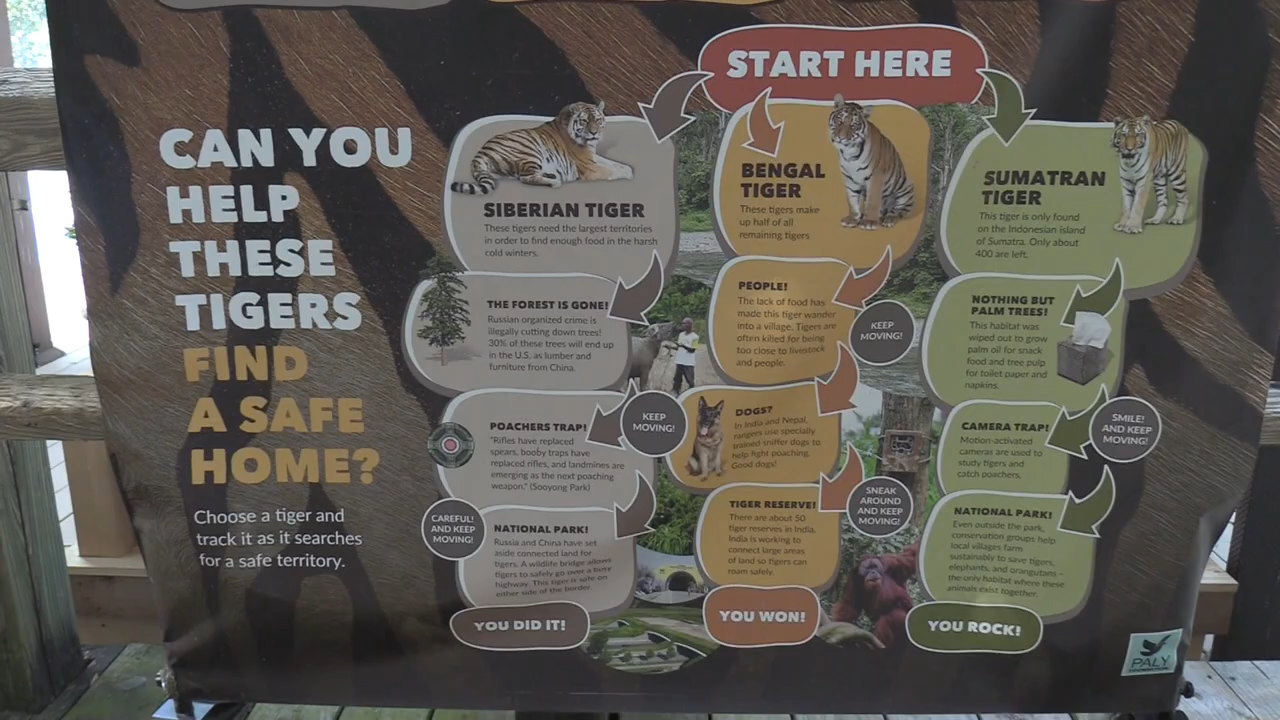 START HERE
CAN YOU
HELP
THESE
TIGERS
FIND
A SAFE
HOME?
Choose a tiger and
track it as it searches
for a safe territory.
SIBERIAN TIGER
These tigers need the largest territories
in order to find enough food in the harsh
cold winters.
THE FOREST IS GONE!
Russian organized crime is
illegally cutting down trees!
30% of these trees will end up
in the U.S. as lumber and
furniture from China.
KEEP
MOVING!
POACHERS TRAP!
"Rifles have replaced
spears, booby traps have
replaced rifles, and landmines are
emerging as the next poaching
weapon." (Sooyong Park)
CAREFUL!
AND KEEP
MOVING!
NATIONAL PARK!
Russia and China have set
aside connected land for
tigers. A wildlife bridge allows
tigers to safely go over a busy
highway. This tiger is safe on
either side of the border.
YOU DID IT!
BENGAL
TIGER
These tigers make
up half of all
remaining tigers
PEOPLE!
The lack of food has
made this tiger wander
into a village. Tigers are
often killed for being
too close to livestock
and people.
KEEP
MOVING!
DOGS?
In India and Nepal,
rangers use specially
trained sniffer dogs to
help fight poaching.
Good dogs!
SNEAK
AROUND
AND KEEP
MOVING!
TIGER RESERVE!
There are about 50
tiger reserves in India.
India is working to
connect large areas
of land so tigers can
roam safely.
YOU WON!
SUMATRAN
TIGER
This tiger is only found
on the Indonesian island
of Sumatra. Only about
400 are left.
NOTHING BUT
PALM TREES!
This habitat was
wiped out to grow
palm oil for snack
food and tree pulp
for toilet paper and
napkins.
SMILE!
AND KEEP
MOVING!
CAMERA TRAP!
Motion-activated
cameras are used to
study tigers and
catch poachers.
NATIONAL PARK!
Even outside the park,
conservation groups help
local villages farm
sustainably to save tigers,
elephants, and orangutans –
the only habitat where these
animals exist together.
YOU ROCK!
PALY